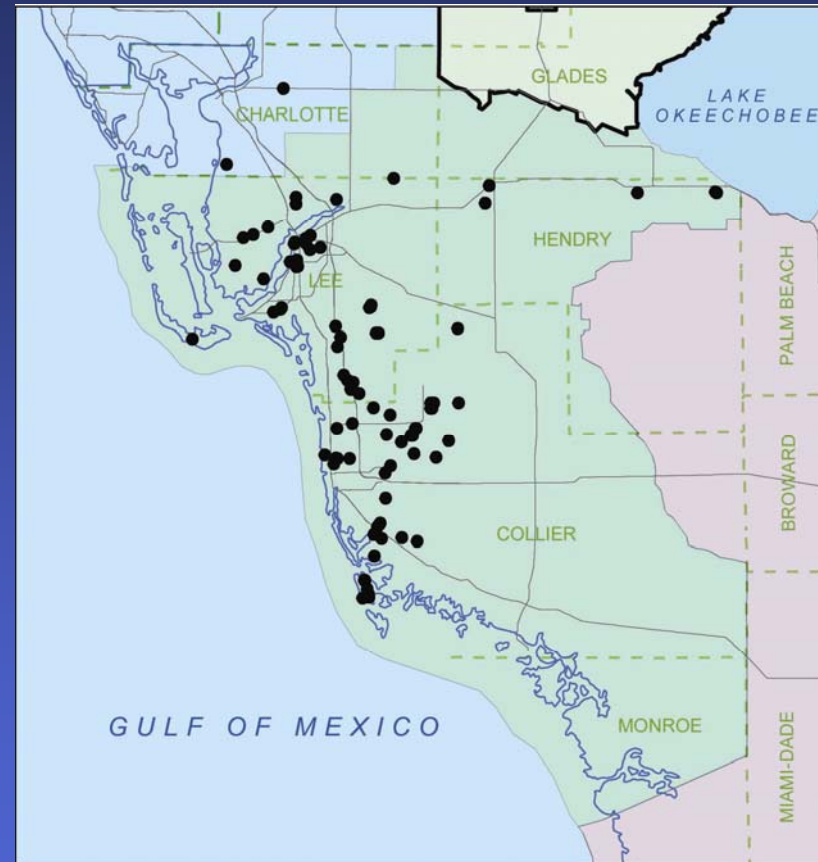 GLADES
LAKE
OKEECHOBEE
CHARLOTTE
HENDRY
LEE
PALM BEACH
BROWARD
COLLIER
GULF OF MEXICO
MONROE
MIAMI-DADE